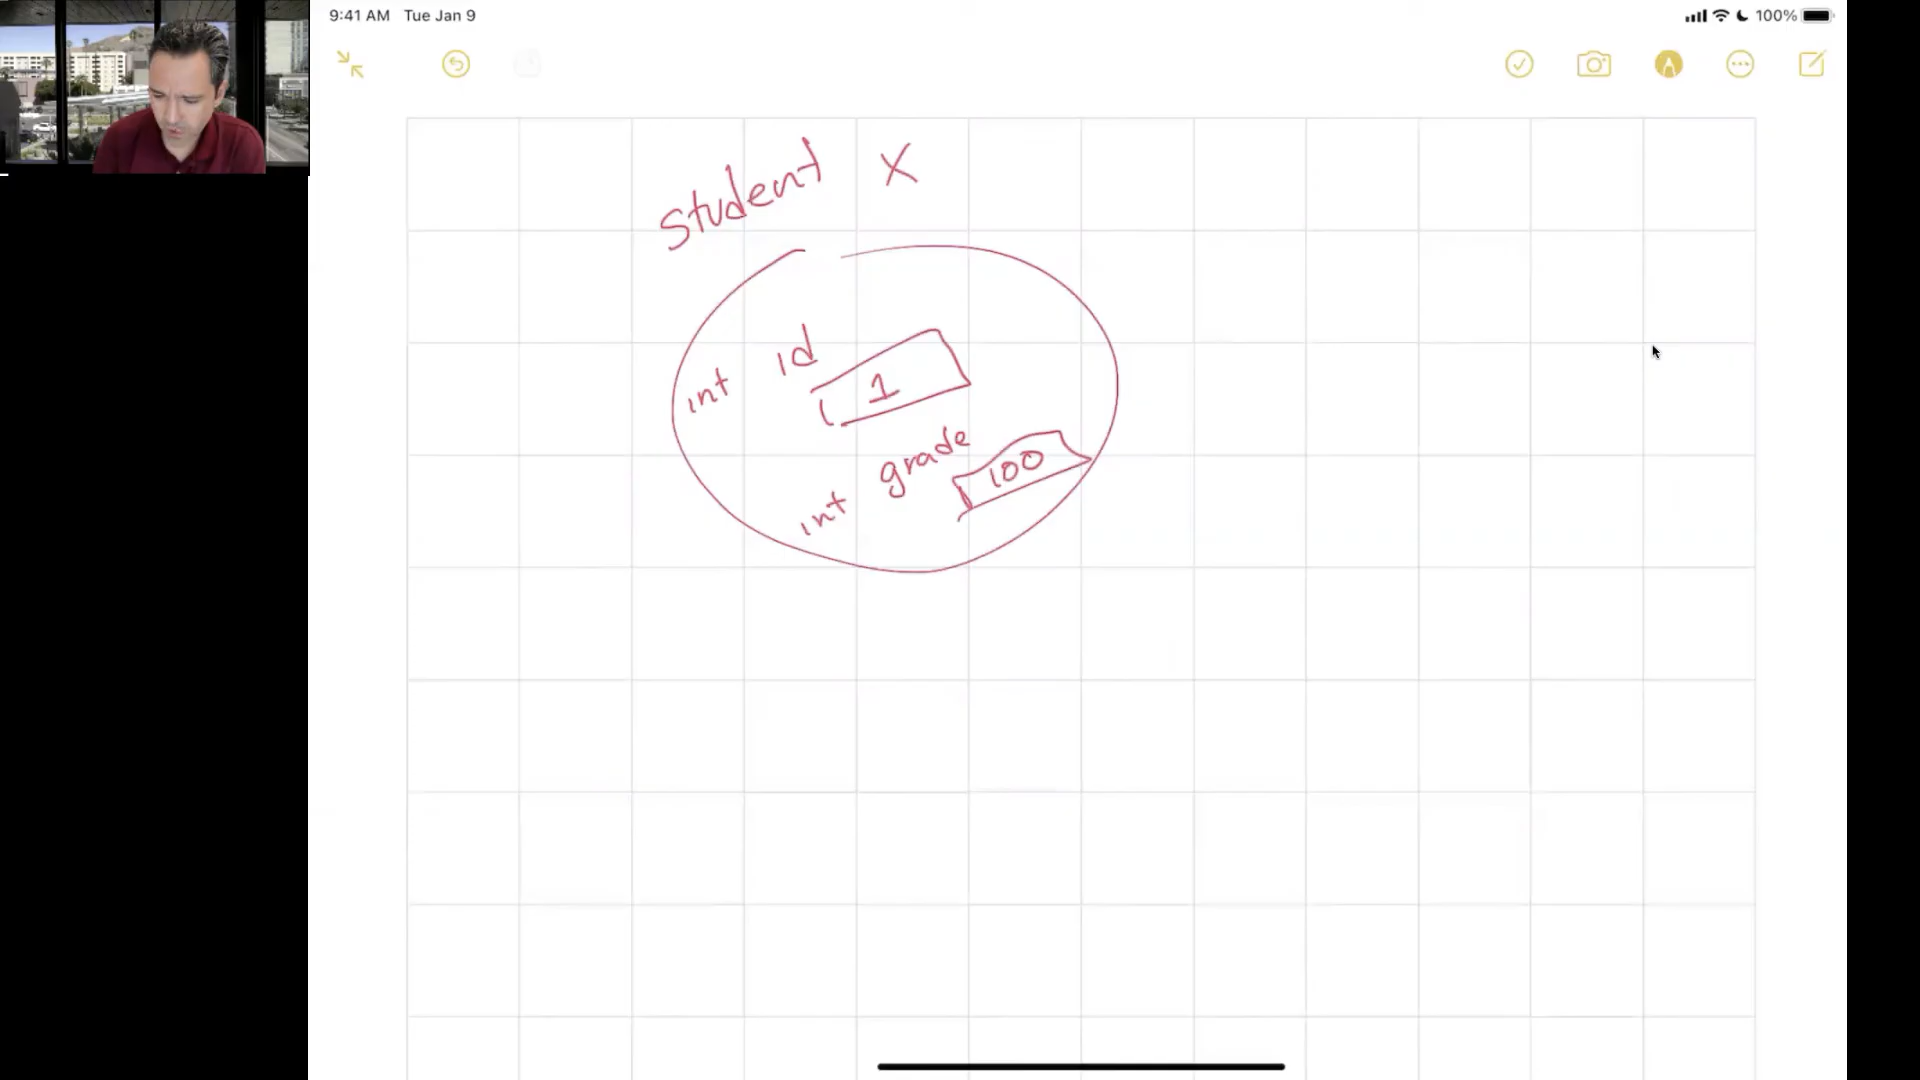 9:41 AM Tue Jan 9
100%
student X
int id
1
int grade
100